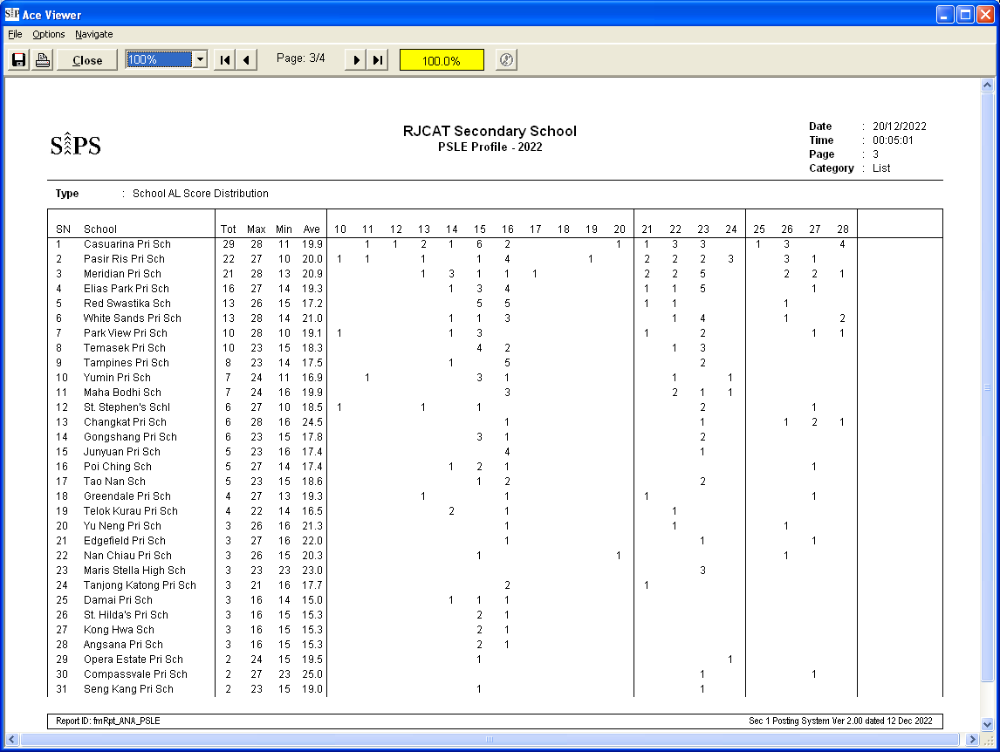 SPS Ace Viewer
File Options Navigate
Close 100% Page: 3/4 100.0%
SPS
RJCAT Secondary School
PSLE Profile - 2022
Date : 20/12/2022
Time : 00:05:01
Page : 3
Category : List
Type : School AL Score Distribution
SN School Tot Max Min Ave 10 11 12 13 14 15 16 17 18 19 20 21 22 23 24 25 26 27 28
1 Casuarina Pri Sch 29 28 11 19.9 1 1 2 1 6 2 1 1 3 3 1 3 4
2 Pasir Ris Pri Sch 22 27 10 20.0 1 1 1 1 4 1 2 2 2 3 3 1
3 Meridian Pri Sch 21 28 13 20.9 1 3 1 1 1 2 2 5 2 2 1
4 Elias Park Pri Sch 16 27 14 19.3 1 3 4 1 1 5 1
5 Red Swastika Sch 13 26 15 17.2 5 5 1 1 1
6 White Sands Pri Sch 13 28 14 21.0 1 1 3 1 4 1 2
7 Park View Pri Sch 10 28 10 19.1 1 1 3 1 2 1 1
8 Temasek Pri Sch 10 23 15 18.3 4 2 1 3
9 Tampines Pri Sch 8 23 14 17.5 1 5 2
10 Yumin Pri Sch 7 24 11 16.9 1 3 1 1 1
11 Maha Bodhi Sch 7 24 16 19.9 3 2 1 1
12 St. Stephen's Schl 6 27 10 18.5 1 1 1 2 1
13 Changkat Pri Sch 6 28 16 24.5 1 1 1 2 1
14 Gongshang Pri Sch 6 23 15 17.8 3 1 2
15 Junyuan Pri Sch 5 23 16 17.4 4 1
16 Poi Ching Sch 5 27 14 17.4 1 2 1 1
17 Tao Nan Sch 5 23 15 18.6 1 2 2
18 Greendale Pri Sch 4 27 13 19.3 1 1 1 1
19 Telok Kurau Pri Sch 4 22 14 16.5 2 1 1
20 Yu Neng Pri Sch 3 26 16 21.3 1 1 1
21 Edgefield Pri Sch 3 27 16 22.0 1 1 1
22 Nan Chiau Pri Sch 3 26 15 20.3 1 1 1
23 Maris Stella High Sch 3 23 23 23.0 3
24 Tanjong Katong Pri Sch 3 21 16 17.7 2 1
25 Damai Pri Sch 3 16 14 15.0 1 1 1
26 St. Hilda's Pri Sch 3 16 15 15.3 2 1
27 Kong Hwa Sch 3 16 15 15.3 2 1
28 Angsana Pri Sch 3 16 15 15.3 2 1
29 Opera Estate Pri Sch 2 24 15 19.5 1 1
30 Compassvale Pri Sch 2 27 23 25.0 1 1
31 Seng Kang Pri Sch 2 23 15 19.0 1 1
Report ID: fmRpt_ANA_PSLE Sec 1 Posting System Ver 2.00 dated 12 Dec 2022